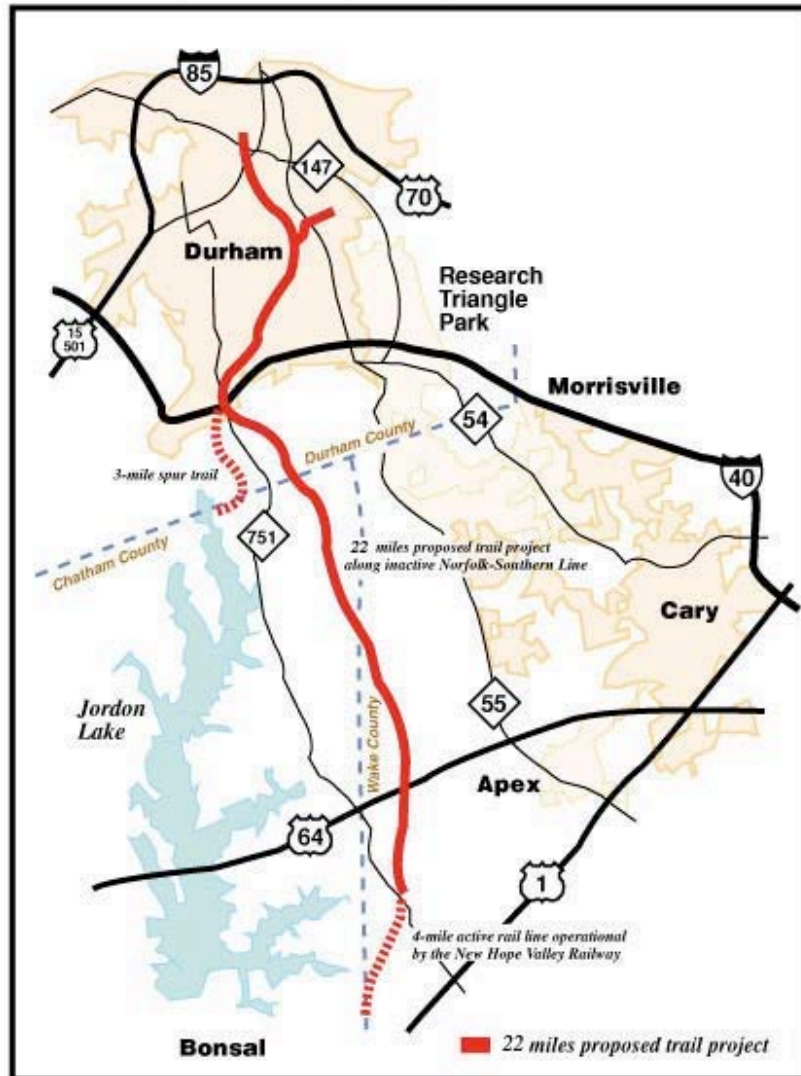 85
147
70
Durham
Research
Triangle
Park
15
501
Morrisville
54
Durham County
40
3-mile spur trail
751
22 miles proposed trail project
along inactive Norfolk-Southern Line
Chatham County
Cary
Jordon
Lake
55
Wake County
Apex
64
1
4-mile active rail line operational
by the New Hope Valley Railway
Bonsal
22 miles proposed trail project